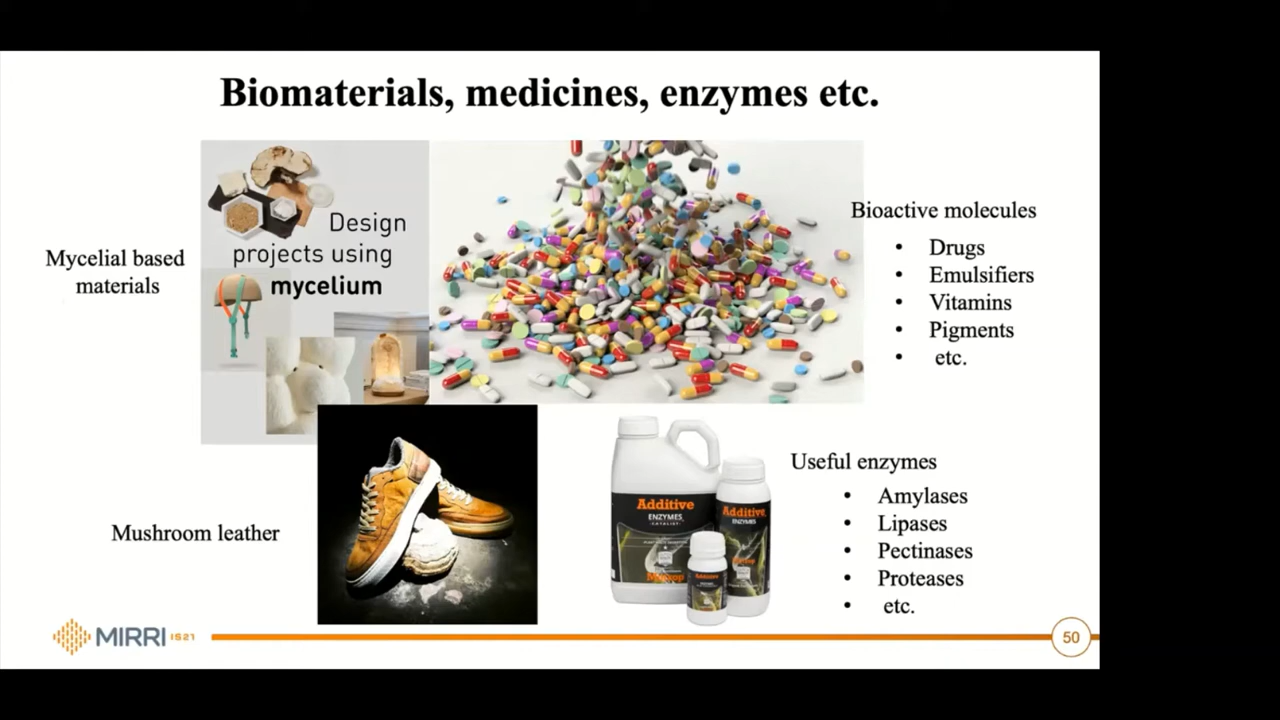 Biomaterials, medicines, enzymes etc.
Mycelial based
materials
Design
projects using
mycelium
Bioactive molecules
• Drugs
• Emulsifiers
• Vitamins
• Pigments
• etc.
Mushroom leather
Additive
ENZYMES
Additive
ENZYMES
Additive
Useful enzymes
• Amylases
• Lipases
• Pectinases
• Proteases
• etc.
MIRRI IS21
50